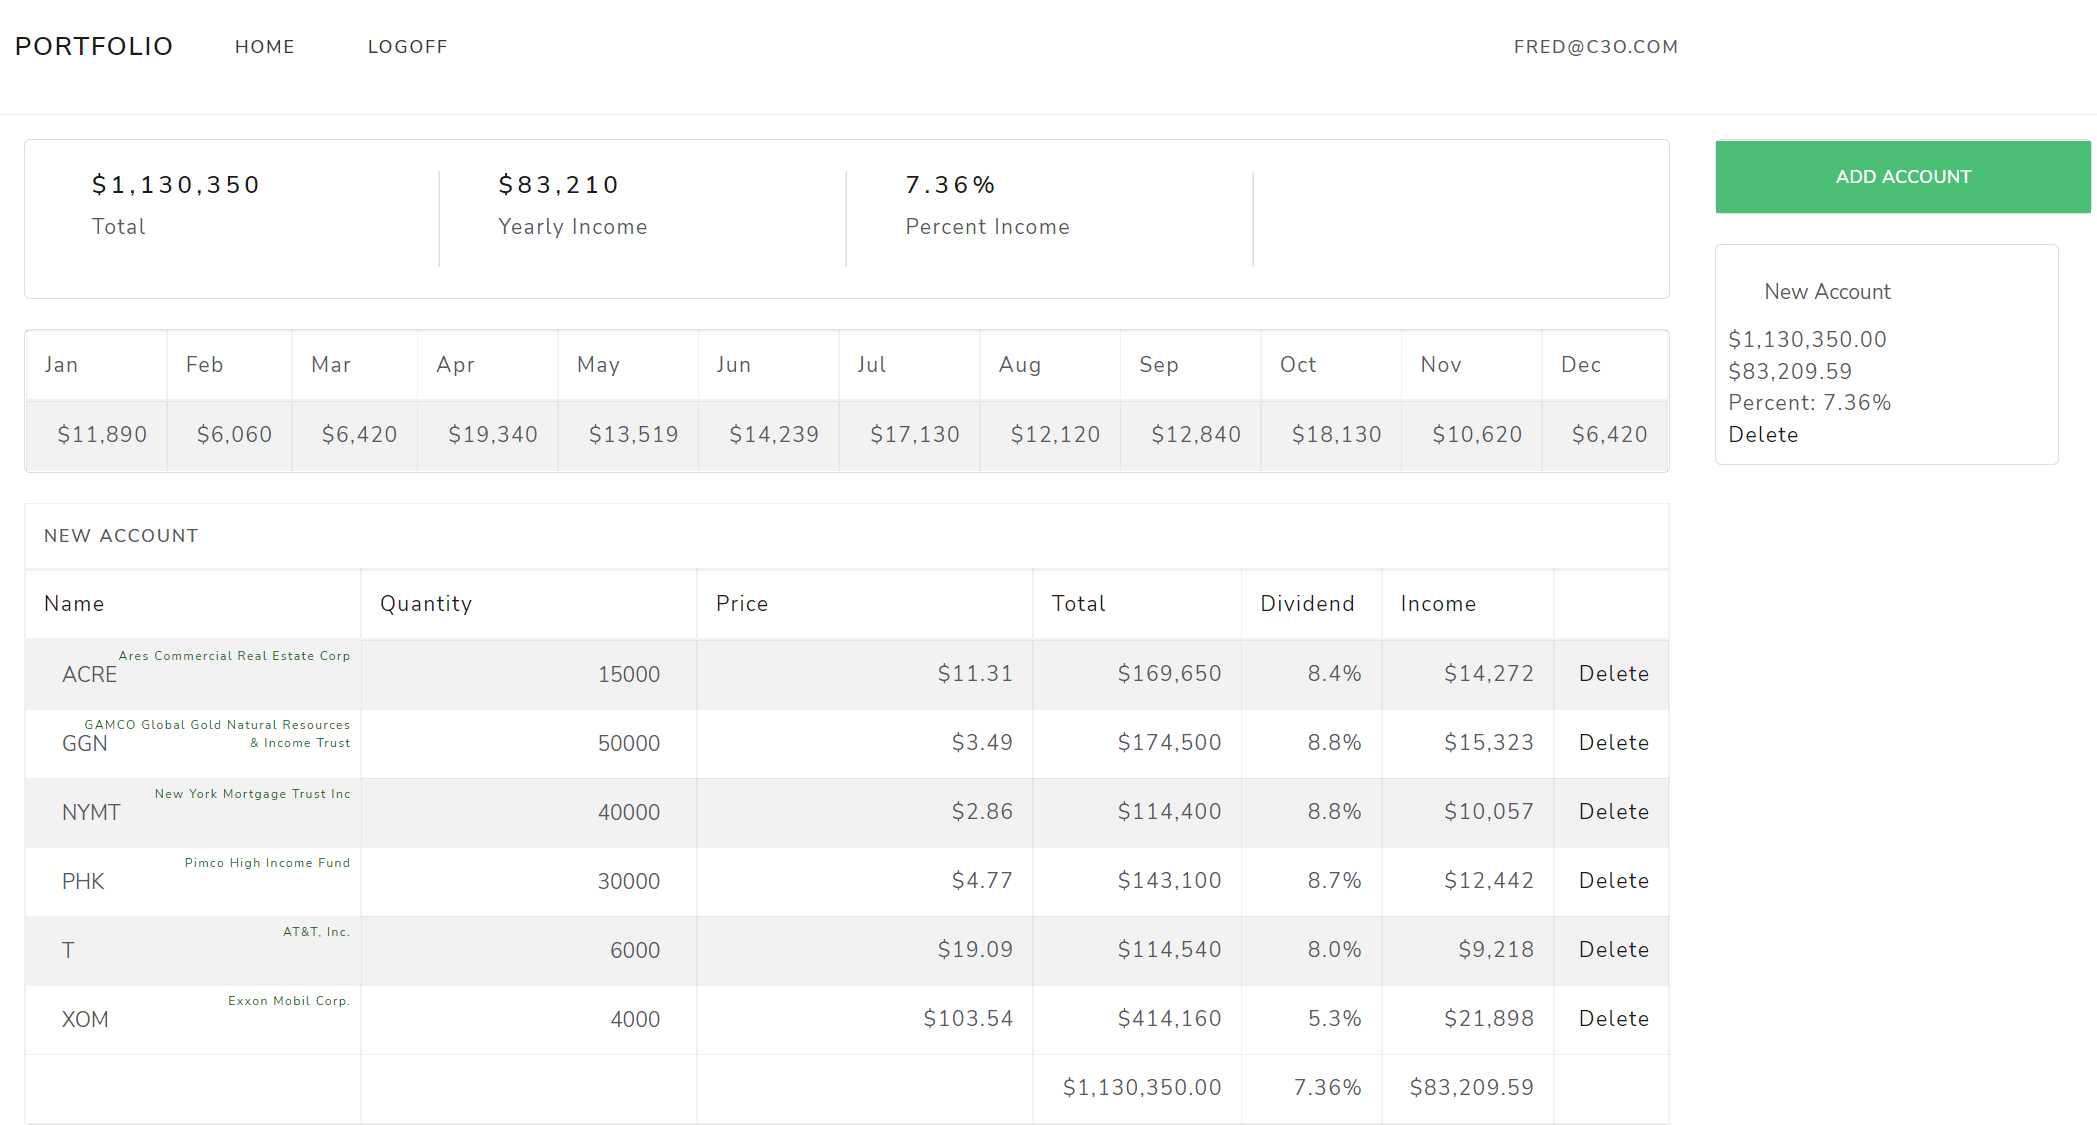 PORTFOLIO HOME LOGOFF FRED@C3O.COM
$1,130,350 $83,210 7.36%
Total Yearly Income Percent Income
ADD ACCOUNT
New Account
$1,130,350.00
$83,209.59
Percent: 7.36%
Delete
Jan Feb Mar Apr May Jun Jul Aug Sep Oct Nov Dec
$11,890 $6,060 $6,420 $19,340 $13,519 $14,239 $17,130 $12,120 $12,840 $18,130 $10,620 $6,420
NEW ACCOUNT
Name Quantity Price Total Dividend Income
Ares Commercial Real Estate Corp
ACRE 15000 $11.31 $169,650 8.4% $14,272 Delete
GAMCO Global Gold Natural Resources
& Income Trust
GGN 50000 $3.49 $174,500 8.8% $15,323 Delete
New York Mortgage Trust Inc
NYMT 40000 $2.86 $114,400 8.8% $10,057 Delete
Pimco High Income Fund
PHK 30000 $4.77 $143,100 8.7% $12,442 Delete
AT&T, Inc.
T 6000 $19.09 $114,540 8.0% $9,218 Delete
Exxon Mobil Corp.
XOM 4000 $103.54 $414,160 5.3% $21,898 Delete
$1,130,350.00 7.36% $83,209.59